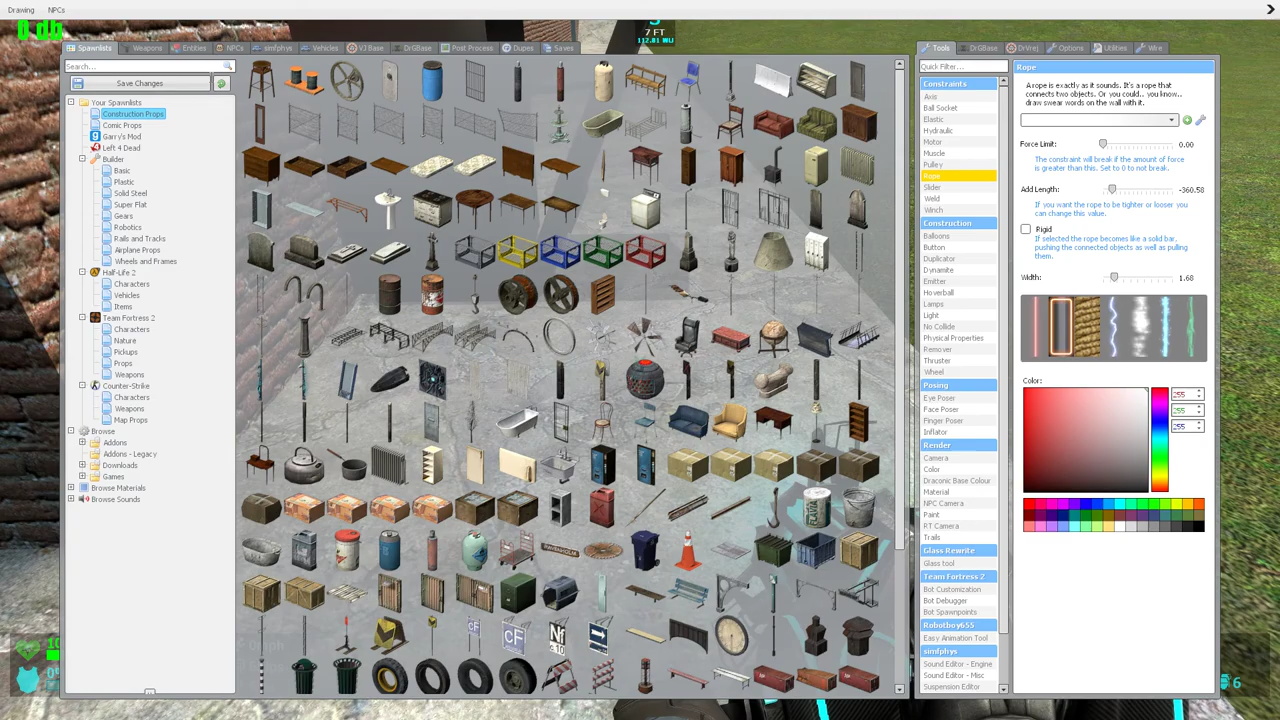 Drawing NPCs
0 db
7 FT
112.81 WU
Spawnlists Weapons Entities NPCs simfphys Vehicles VJ Base DrGBase Post Process Dupes Saves
Search...
Save Changes
Your Spawnlists
Construction Props
Comic Props
Garry's Mod
Left 4 Dead
Builder
Basic
Plastic
Solid Steel
Super Flat
Gears
Robotics
Rails and Tracks
Airplane Props
Wheels and Frames
Half-Life 2
Characters
Vehicles
Items
Team Fortress 2
Characters
Nature
Pickups
Props
Weapons
Counter-Strike
Characters
Weapons
Map Props
Browse
Addons
Addons - Legacy
Downloads
Games
Browse Materials
Browse Sounds
RAVENHOLM
CF
CF
Tools DrGBase DrVrej Options Utilities Wire
Quick Filter...
Constraints
Axis
Ball Socket
Elastic
Hydraulic
Motor
Muscle
Pulley
Rope
Slider
Weld
Winch
Construction
Balloons
Button
Duplicator
Dynamite
Emitter
Hoverball
Lamps
Light
No Collide
Physical Properties
Remover
Thruster
Wheel
Posing
Eye Poser
Face Poser
Finger Poser
Inflator
Render
Camera
Color
Draconic Base Colour
Material
NPC Camera
Paint
RT Camera
Trails
Glass Rewrite
Glass tool
Team Fortress 2
Bot Customization
Bot Debugger
Bot Spawnpoints
Robotboy655
Easy Animation Tool
simfphys
Sound Editor - Engine
Sound Editor - Misc
Suspension Editor
Rope
A rope is exactly as it sounds. It's a rope that
connects two objects. Or you could.. you know..
draw swear words on the wall with it.
Force Limit: 0.00
The constraint will break if the amount of force
is greater than this. Set to 0 to not break.
Add Length: -360.58
If you want the rope to be tighter or looser you
can change this value.
Rigid
If selected the rope becomes like a solid bar,
pushing the connected objects as well as pulling
them.
Width: 1.68
Color:
255
255
255
6